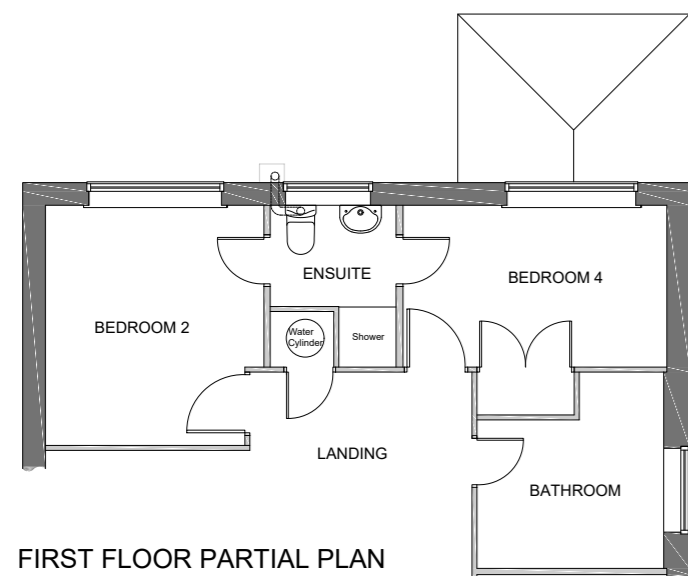 ENSUITE
BEDROOM 4
BEDROOM 2
Water
Cylinder
Shower
LANDING
BATHROOM
FIRST FLOOR PARTIAL PLAN